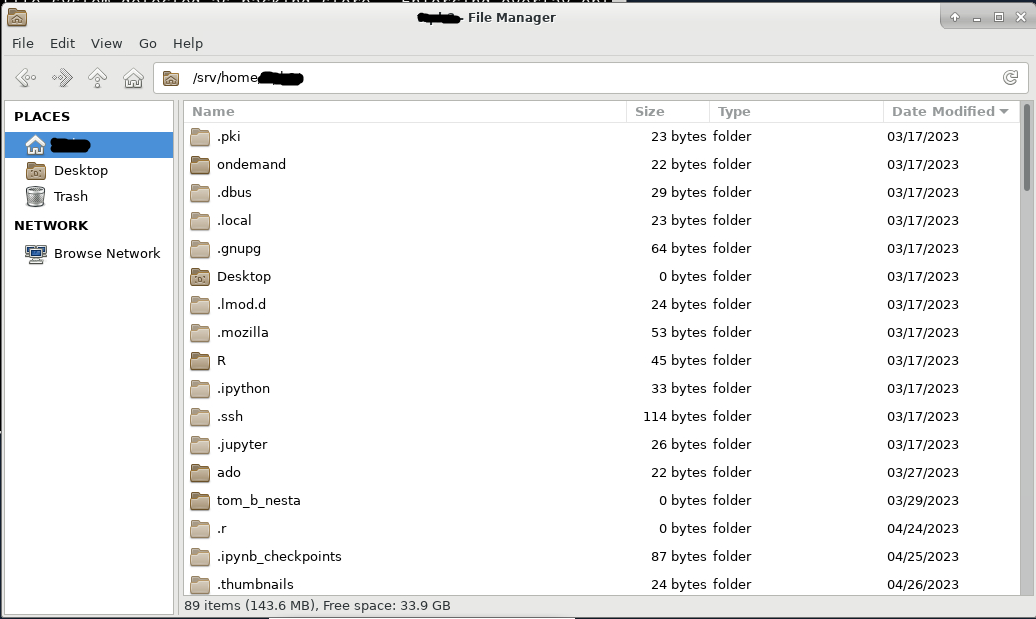 - File Manager
File Edit View Go Help
/srv/home
PLACES
Desktop
Trash
NETWORK
Browse Network
Name Size Type Date Modified
.pki 23 bytes folder 03/17/2023
ondemand 22 bytes folder 03/17/2023
.dbus 29 bytes folder 03/17/2023
.local 23 bytes folder 03/17/2023
.gnupg 64 bytes folder 03/17/2023
Desktop 0 bytes folder 03/17/2023
.lmod.d 24 bytes folder 03/17/2023
.mozilla 53 bytes folder 03/17/2023
R 45 bytes folder 03/17/2023
.ipython 33 bytes folder 03/17/2023
.ssh 114 bytes folder 03/17/2023
.jupyter 26 bytes folder 03/17/2023
ado 22 bytes folder 03/27/2023
tom_b_nesta 0 bytes folder 03/29/2023
.r 0 bytes folder 04/24/2023
.ipynb_checkpoints 87 bytes folder 04/25/2023
.thumbnails 24 bytes folder 04/26/2023
89 items (143.6 MB), Free space: 33.9 GB